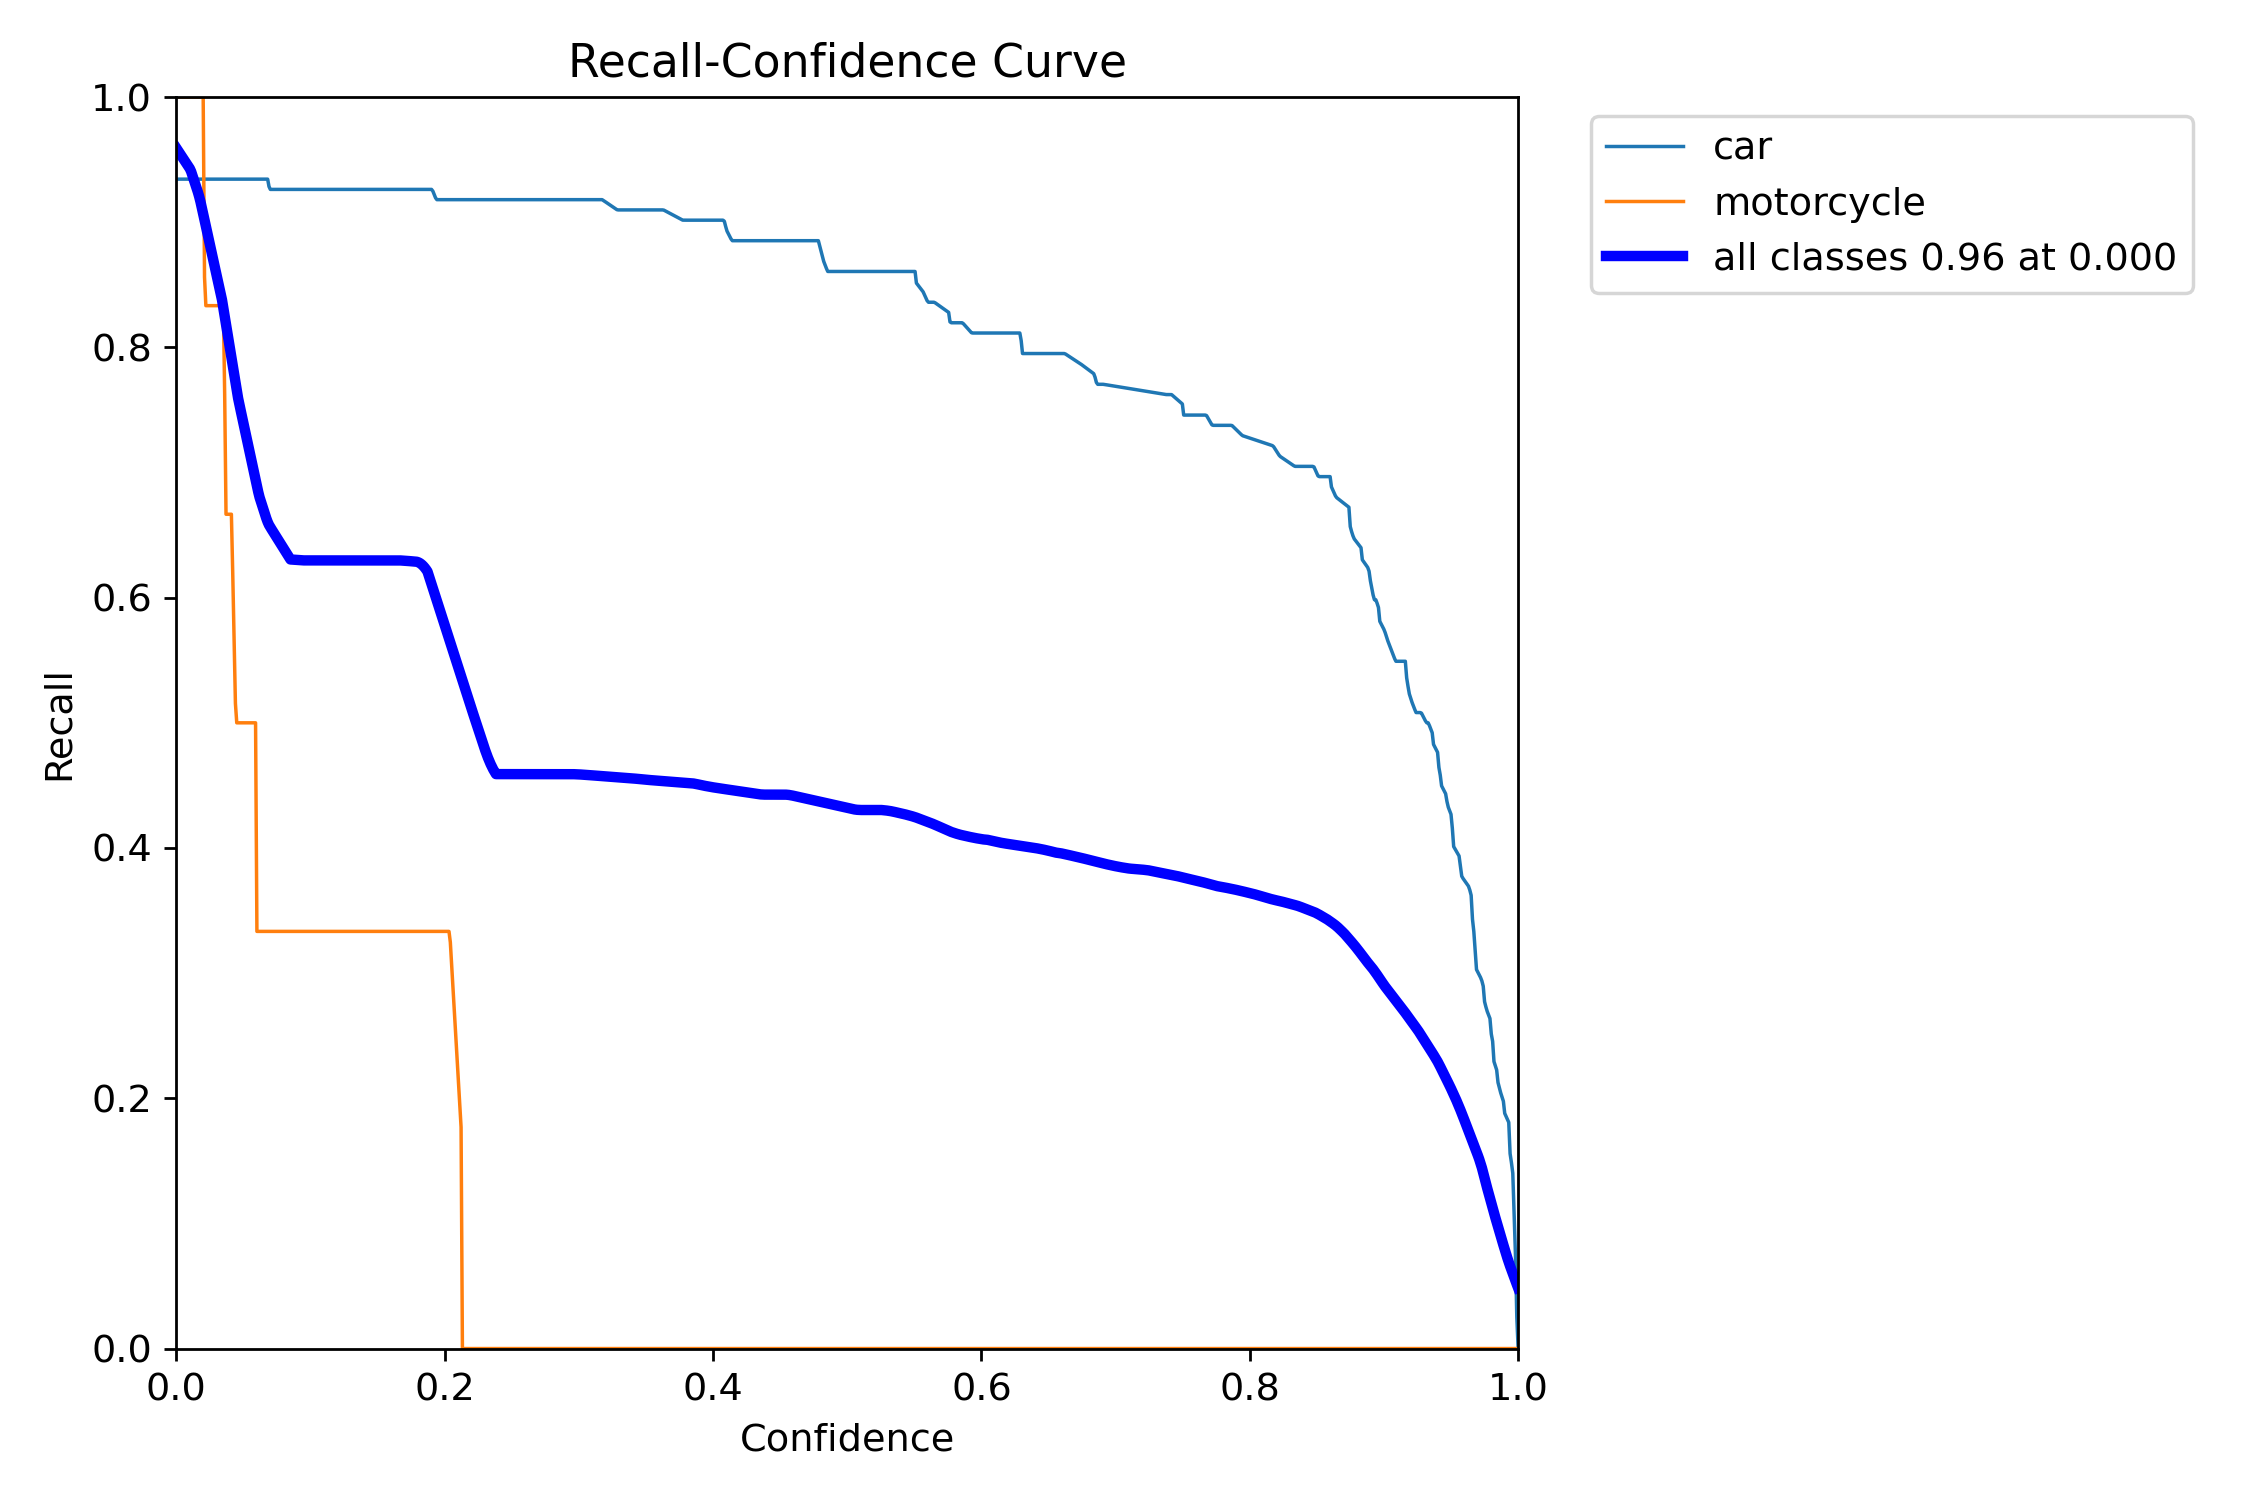 Recall-Confidence Curve
car
motorcycle
all classes 0.96 at 0.000
1.0
0.8
0.6
0.4
0.2
0.0
Recall
0.0 0.2 0.4 0.6 0.8 1.0
Confidence